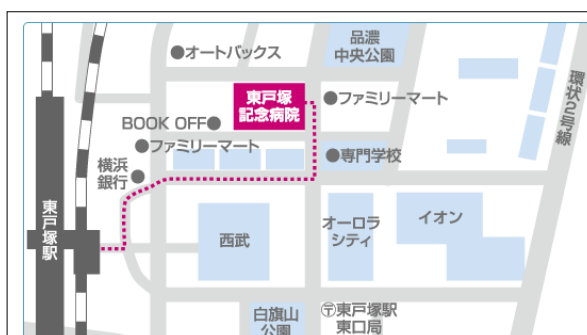 品濃
中央公園
オートバックス
東戸塚
記念病院
ファミリーマート
環状2号線
BOOK OFF
ファミリーマート
専門学校
横浜
銀行
東戸塚駅
西武
オーロラ
シティ
イオン
白旗山
公園
〶東戸塚駅
東口局